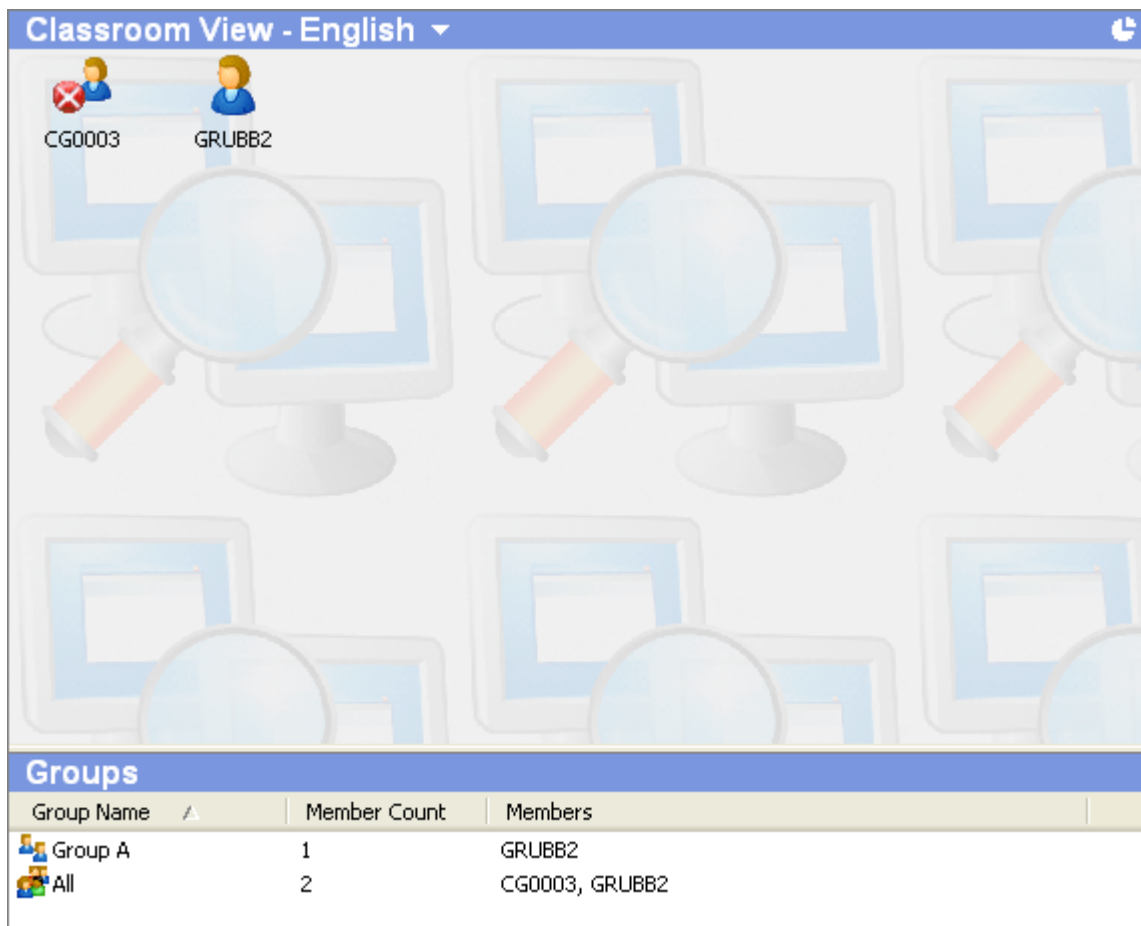 Classroom View - English
CG0003 GRUBB2
Groups
Group Name Member Count Members
Group A 1 GRUBB2
All 2 CG0003, GRUBB2